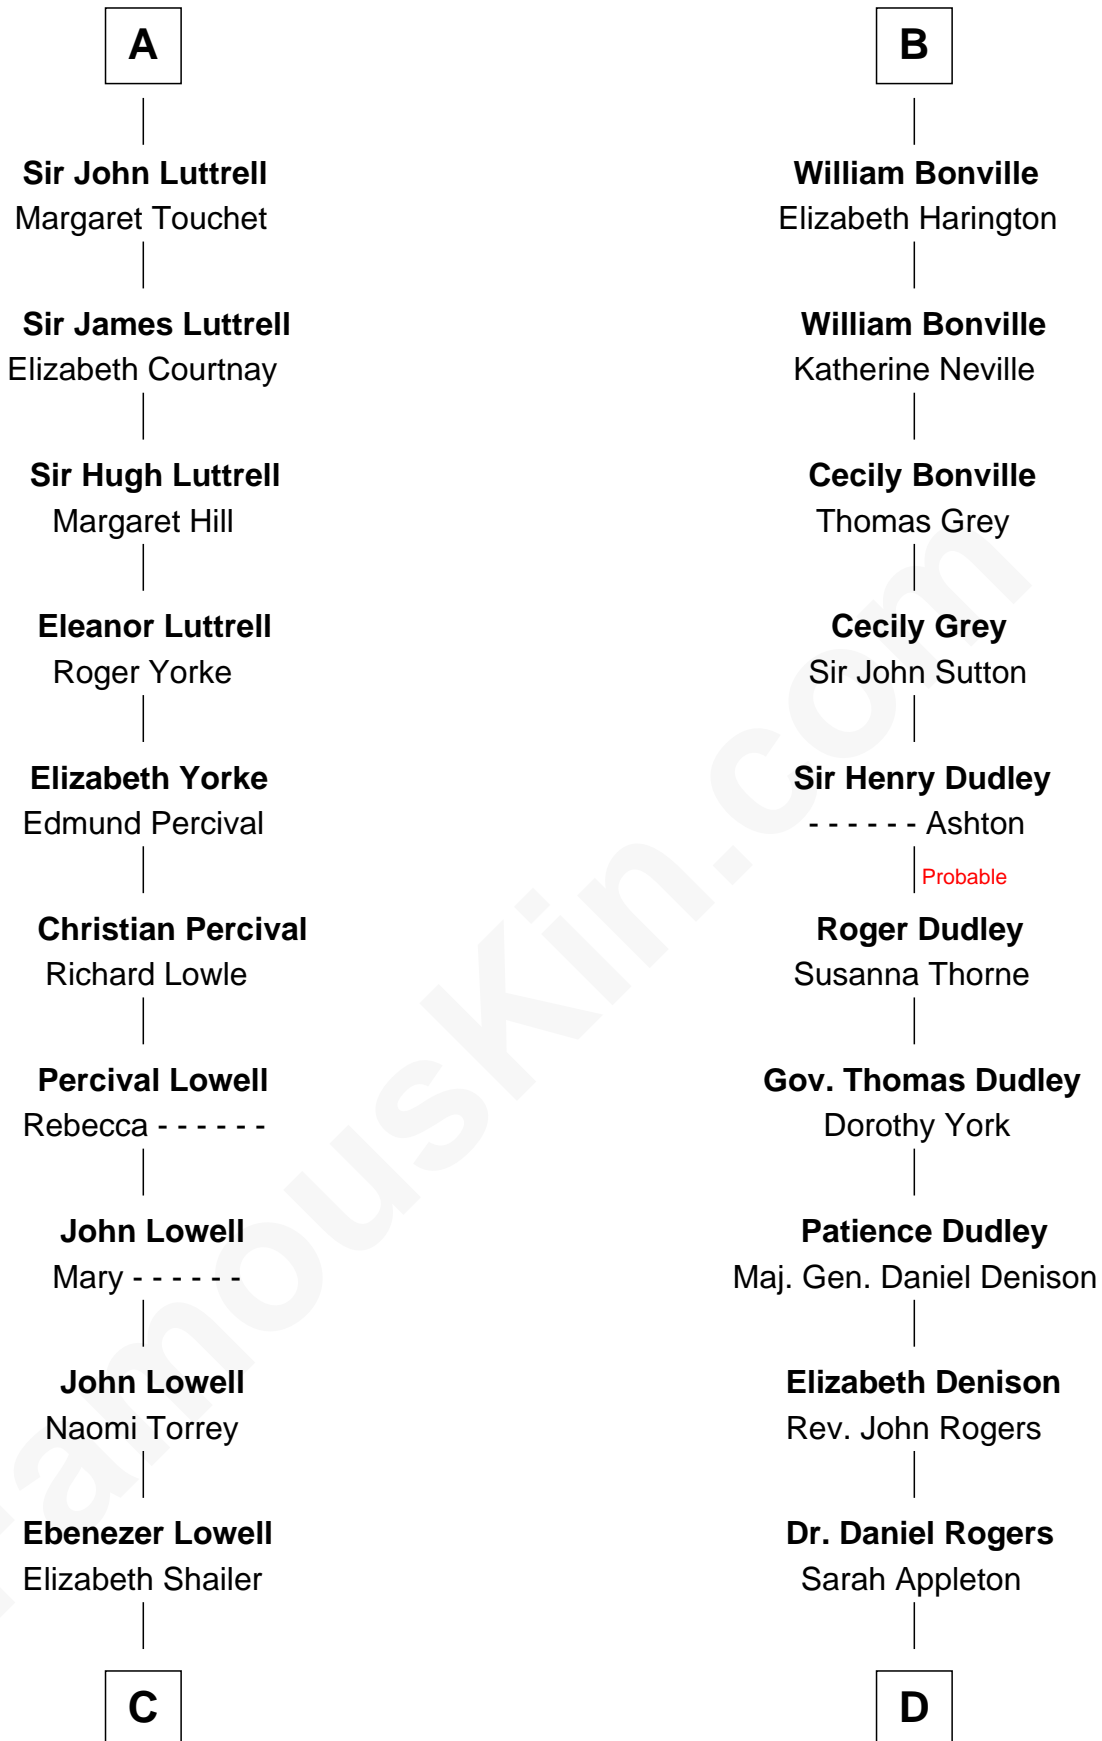 A
Sir John Luttrell
Margaret Touchet
Sir James Luttrell
Elizabeth Courtnay
Sir Hugh Luttrell
Margaret Hill
Eleanor Luttrell
Roger Yorke
Elizabeth Yorke
Edmund Percival
Christian Percival
Richard Lowle
Percival Lowell
Rebecca - - - - - -
John Lowell
Mary - - - - - -
John Lowell
Naomi Torrey
Ebenezer Lowell
Elizabeth Shailer
C
B
William Bonville
Elizabeth Harington
William Bonville
Katherine Neville
Cecily Bonville
Thomas Grey
Cecily Grey
Sir John Sutton
Sir Henry Dudley
- - - - - - Ashton
Probable
Roger Dudley
Susanna Thorne
Gov. Thomas Dudley
Dorothy York
Patience Dudley
Maj. Gen. Daniel Denison
Elizabeth Denison
Rev. John Rogers
Dr. Daniel Rogers
Sarah Appleton
D
FamousKin.com